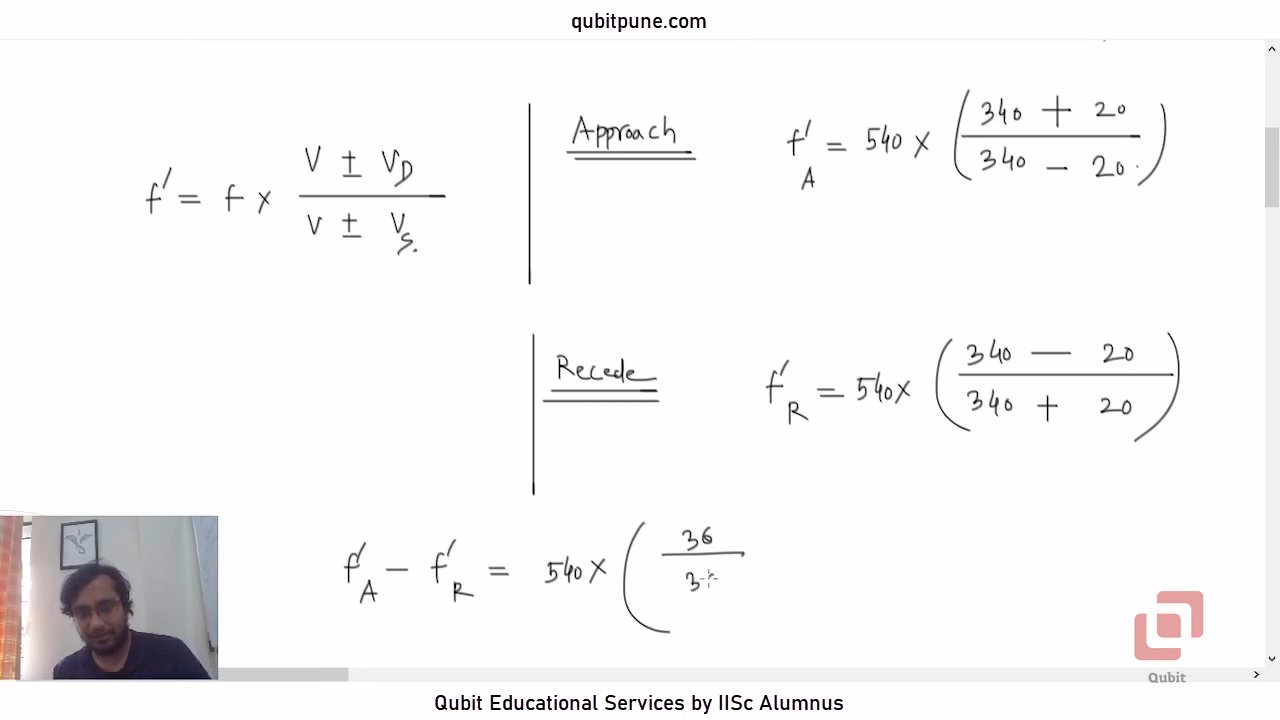 qubitpune.com
f' = f x (V ± V_D) / (V ± V_S.)
Approach
f'_A = 540 x ((340 + 20) / (340 - 20.))
Recede
f'_R = 540 x ((340 - 20) / (340 + 20))
f'_A - f'_R = 540 x ( 36 / 3
Qubit
Qubit Educational Services by IISc Alumnus